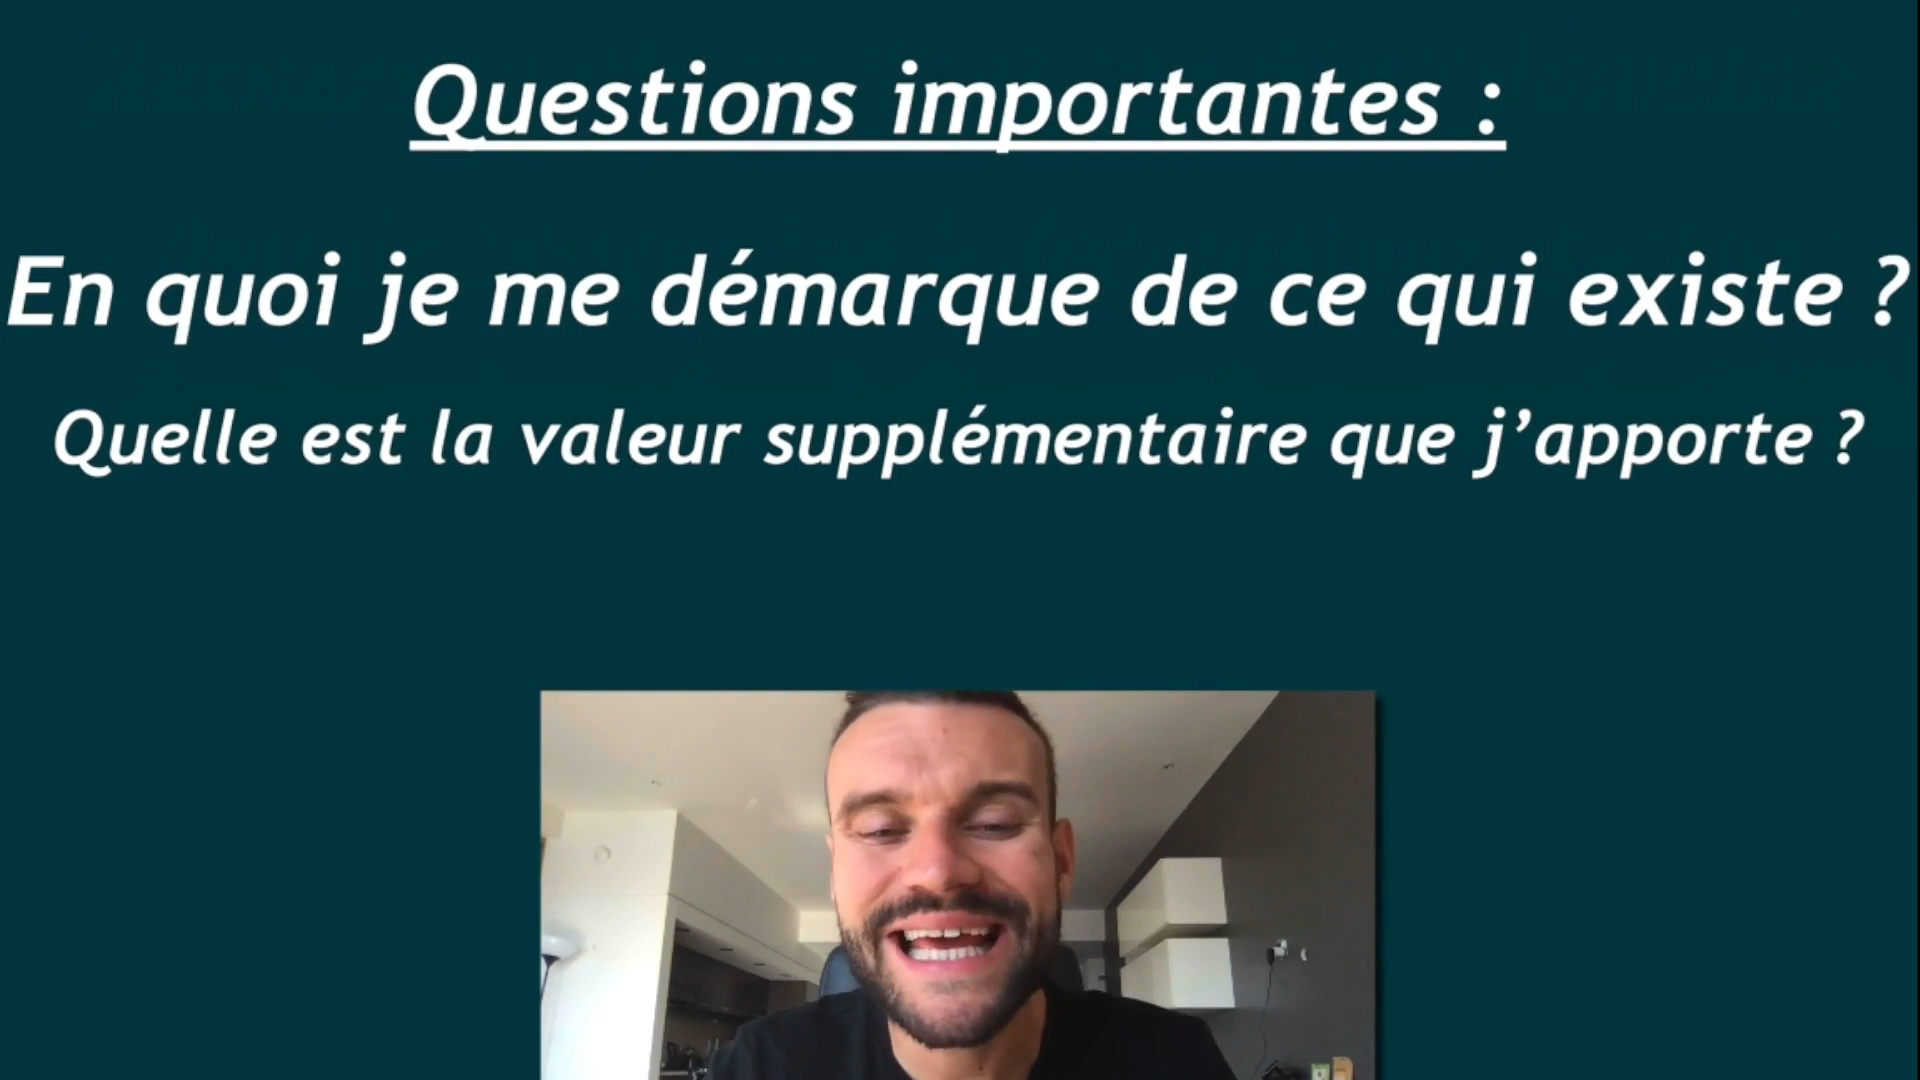 Questions importantes :
En quoi je me démarque de ce qui existe ?
Quelle est la valeur supplémentaire que j’apporte ?